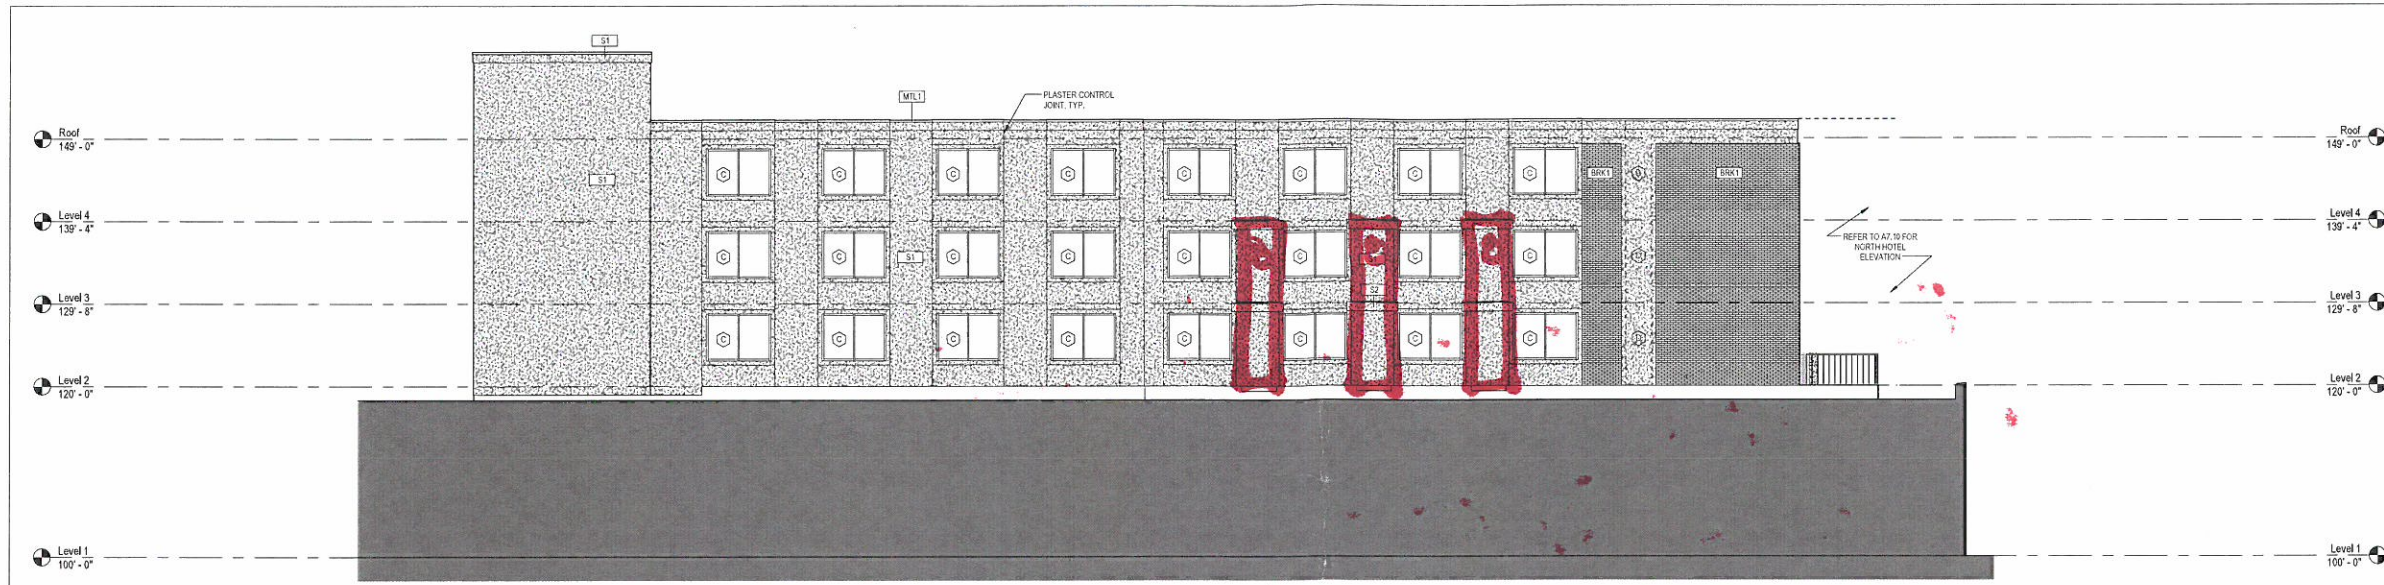 S1
MTL1
PLASTER CONTROL
JOINT, TYP.
Roof
149' - 0"
Roof
149' - 0"
C C C C C C C C
BRK1
BRK1
S1
Level 4
139' - 4"
Level 4
139' - 4"
REFER TO A7.10 FOR
NORTH HOTEL
ELEVATION
C C C C C C C C
S1
S1
S2
Level 3
129' - 8"
Level 3
129' - 8"
C C C C C C C C
Level 2
120' - 0"
Level 2
120' - 0"
Level 1
100' - 0"
Level 1
100' - 0"